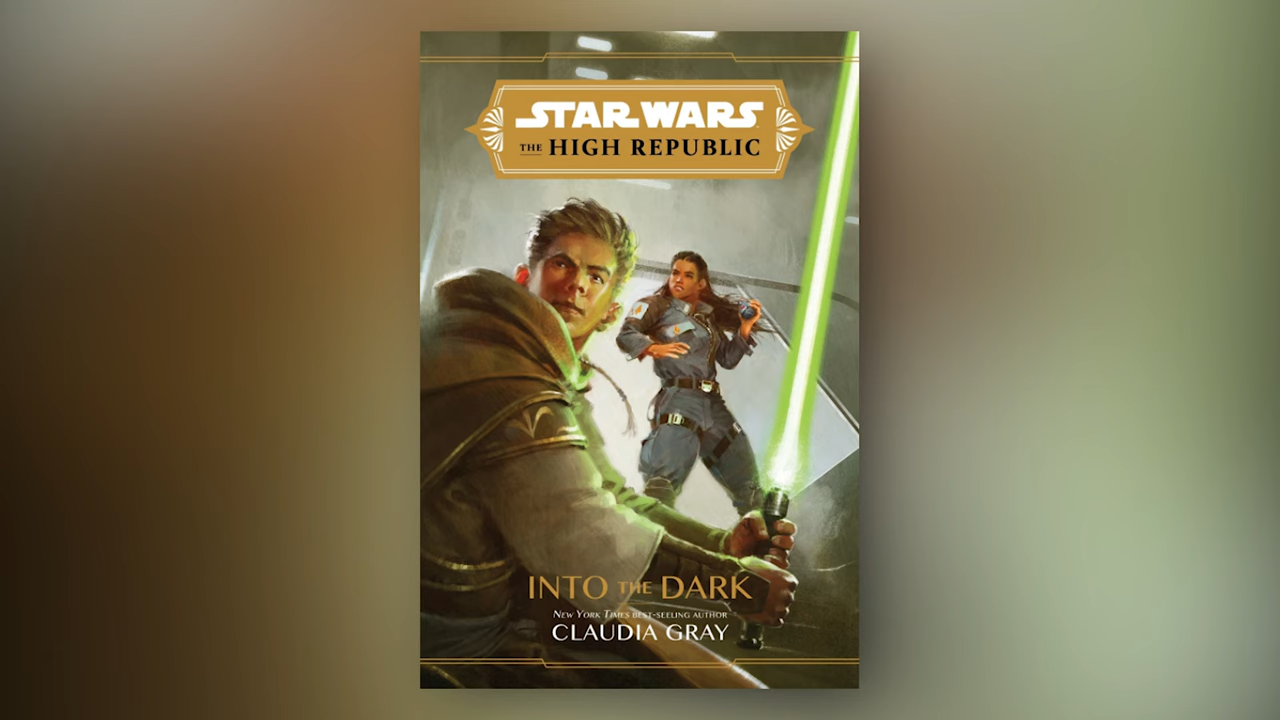 STAR WARS
THE HIGH REPUBLIC
INTO THE DARK
NEW YORK TIMES BEST-SELLING AUTHOR
CLAUDIA GRAY